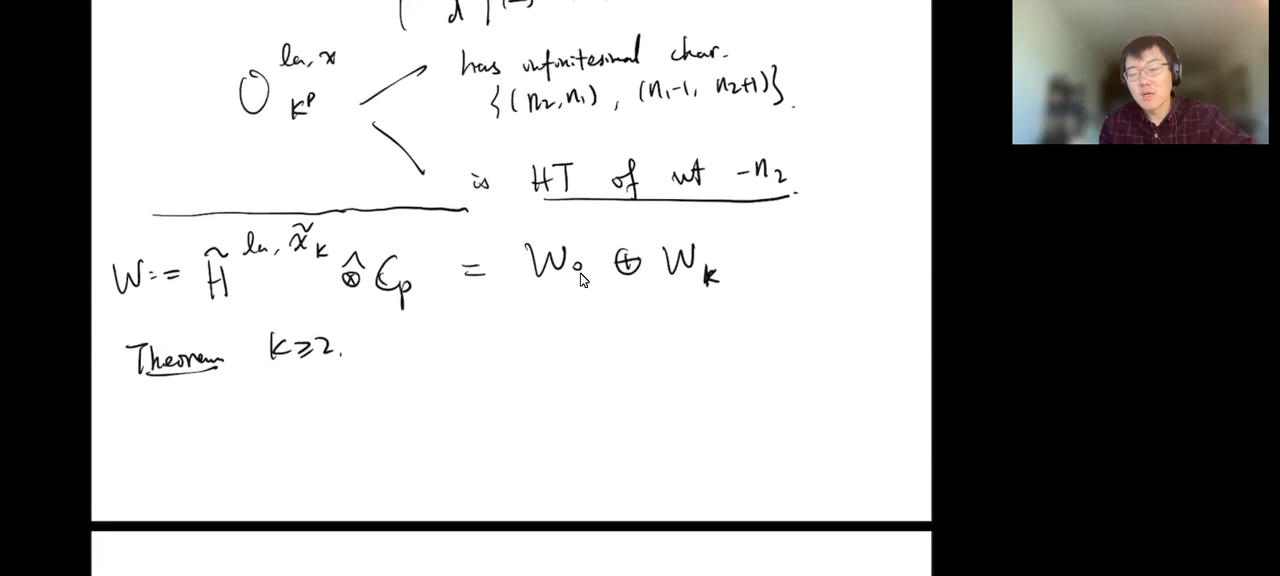 O_{K^p}^{la, χ} has infinitesimal char.
{(n₂, n₁), (n₁-1, n₂+1)}.
is HT of wt -n₂.
W := H̃^{la, χ̃_k} ⊗̂ C_p = W₀ ⊕ W_k
Theorem k ≥ 2.